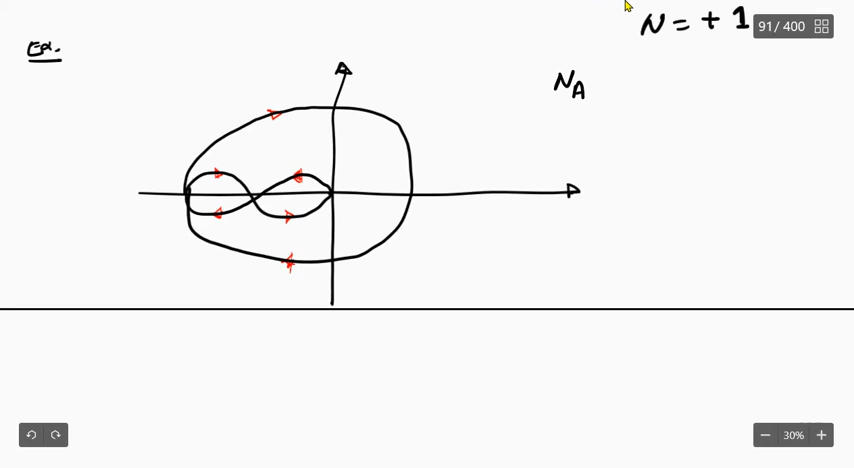 N = + 1
91 / 400
Ex.
N_A
30%